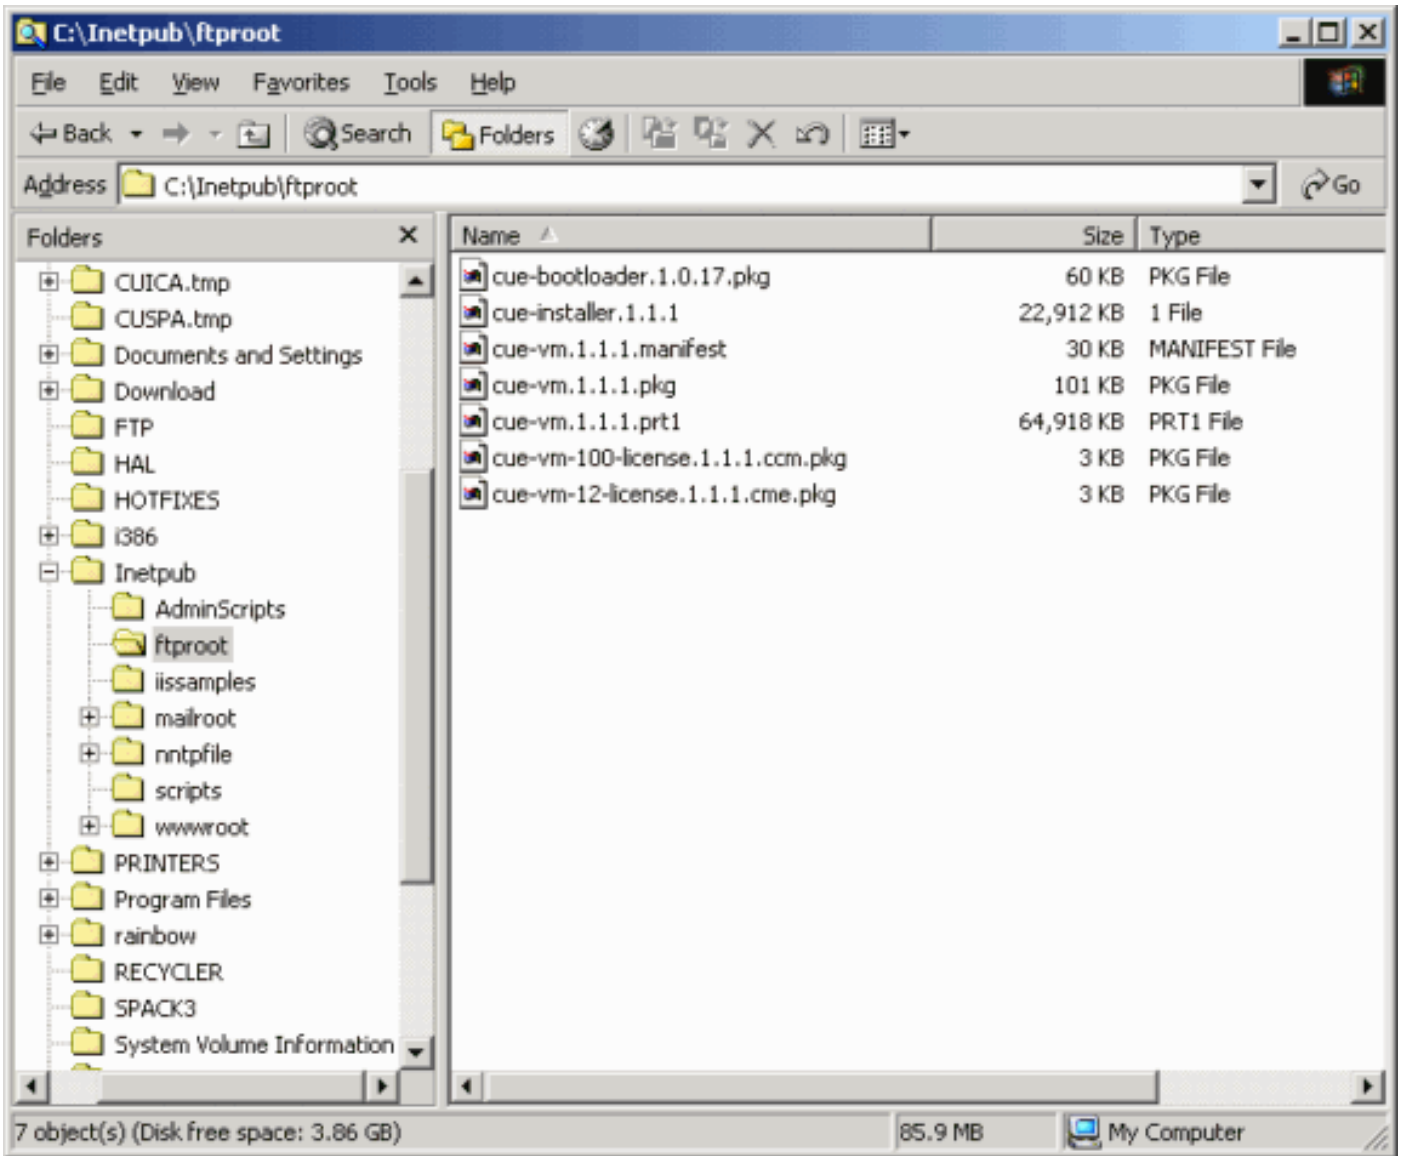 C:\Inetpub\ftproot
File Edit View Favorites Tools Help
Back Search Folders
Address C:\Inetpub\ftproot Go
Folders
CUICA.tmp
CUSPA.tmp
Documents and Settings
Download
FTP
HAL
HOTFIXES
i386
Inetpub
AdminScripts
ftproot
iissamples
mailroot
nntpfile
scripts
wwwroot
PRINTERS
Program Files
rainbow
RECYCLER
SPACK3
System Volume Information
Name Size Type
cue-bootloader.1.0.17.pkg 60 KB PKG File
cue-installer.1.1.1 22,912 KB 1 File
cue-vm.1.1.1.manifest 30 KB MANIFEST File
cue-vm.1.1.1.pkg 101 KB PKG File
cue-vm.1.1.1.prt1 64,918 KB PRT1 File
cue-vm-100-license.1.1.1.ccm.pkg 3 KB PKG File
cue-vm-12-license.1.1.1.cme.pkg 3 KB PKG File
7 object(s) (Disk free space: 3.86 GB) 85.9 MB My Computer